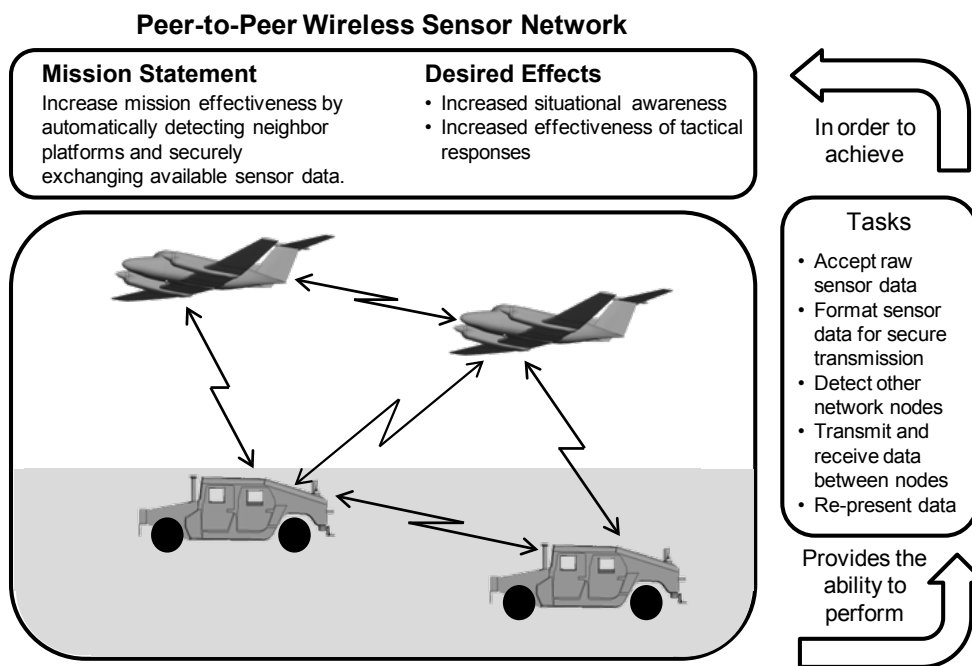 Peer-to-Peer Wireless Sensor Network
Mission Statement
Increase mission effectiveness by
automatically detecting neighbor
platforms and securely
exchanging available sensor data.
Desired Effects
• Increased situational awareness
• Increased effectiveness of tactical
responses
In order to
achieve
Tasks
• Accept raw
sensor data
• Format sensor
data for secure
transmission
• Detect other
network nodes
• Transmit and
receive data
between nodes
• Re-present data
Provides the
ability to
perform